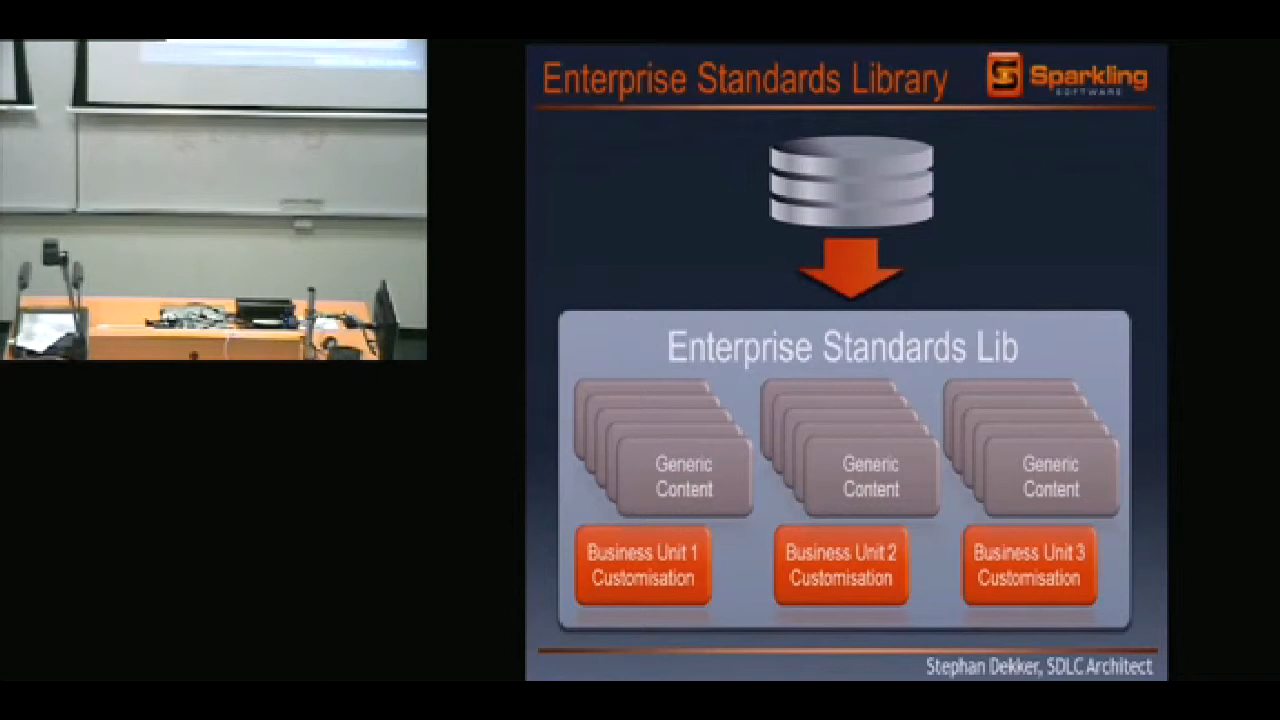 Enterprise Standards Library
Sparkling
SOFTWARE
Enterprise Standards Lib
Generic
Content
Generic
Content
Generic
Content
Business Unit 1
Customisation
Business Unit 2
Customisation
Business Unit 3
Customisation
Stephan Dekker, SDLC Architect